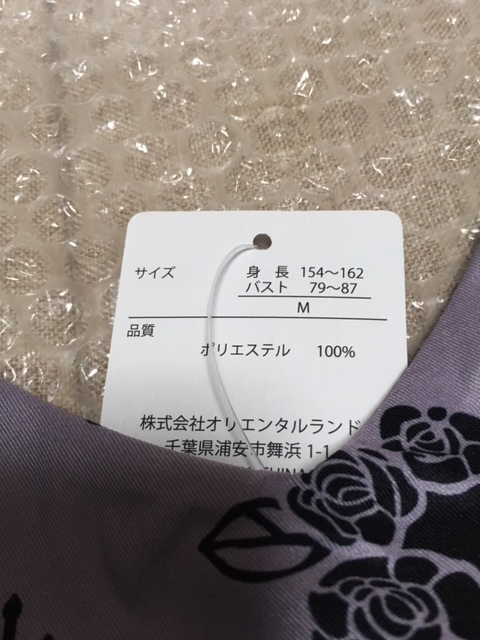 サイズ 身 長 154～162
バスト 79～87
M
品質
ポリエステル 100%
株式会社オリエンタルランド
千葉県浦安市舞浜 1-1
CHINA